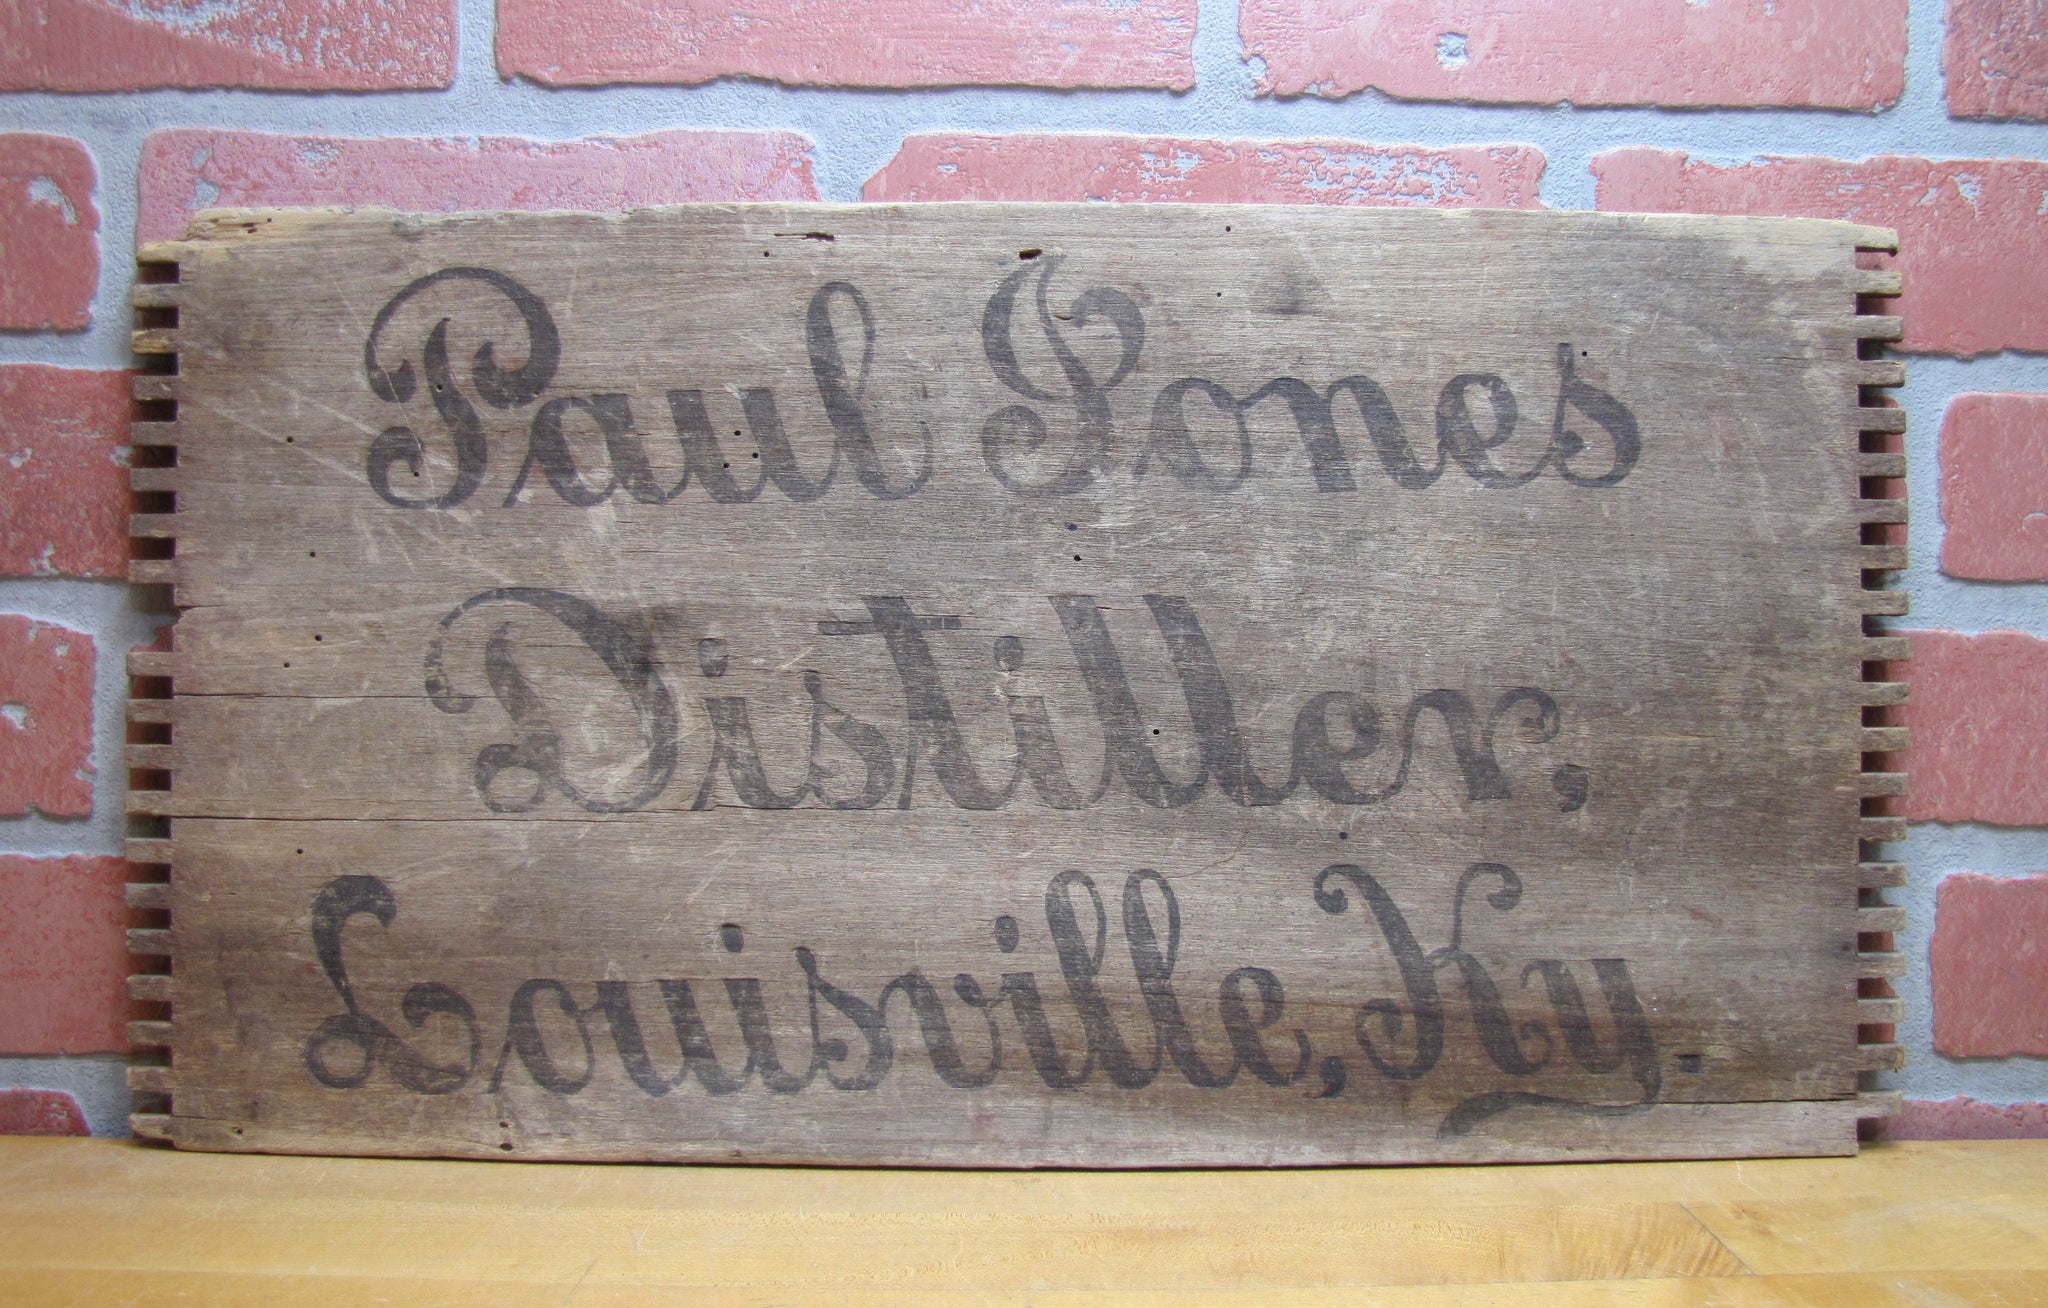 Paul Jones
Distiller,
Louisville, Ky.